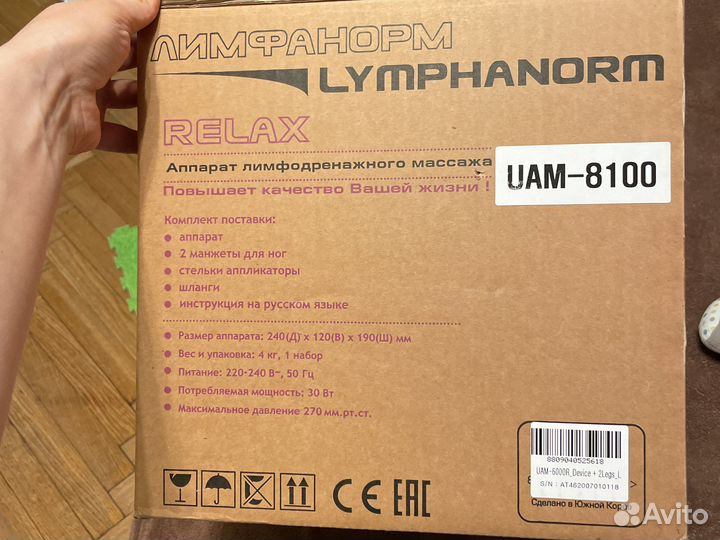 ЛИМФАНОРМ
LYMPHANORM
RELAX
Аппарат лимфодренажного массажа
UAM-8100
Повышает качество Вашей жизни !
Комплект поставки:
● аппарат
● 2 манжеты для ног
● стельки аппликаторы
● шланги
● инструкция на русском языке
● Размер аппарата: 240(Д) х 120(В) х 190(Ш) мм
● Вес и упаковка: 4 кг, 1 набор
● Питание: 220-240 В~, 50 Гц
● Потребляемая мощность: 30 Вт
● Максимальное давление 270 мм.рт.ст.
8809040525618
UAM-6000R_Device + 2Legs_L
S/N : AT462007010118
8 >
Сделано в Южной
CE EAC
Avito